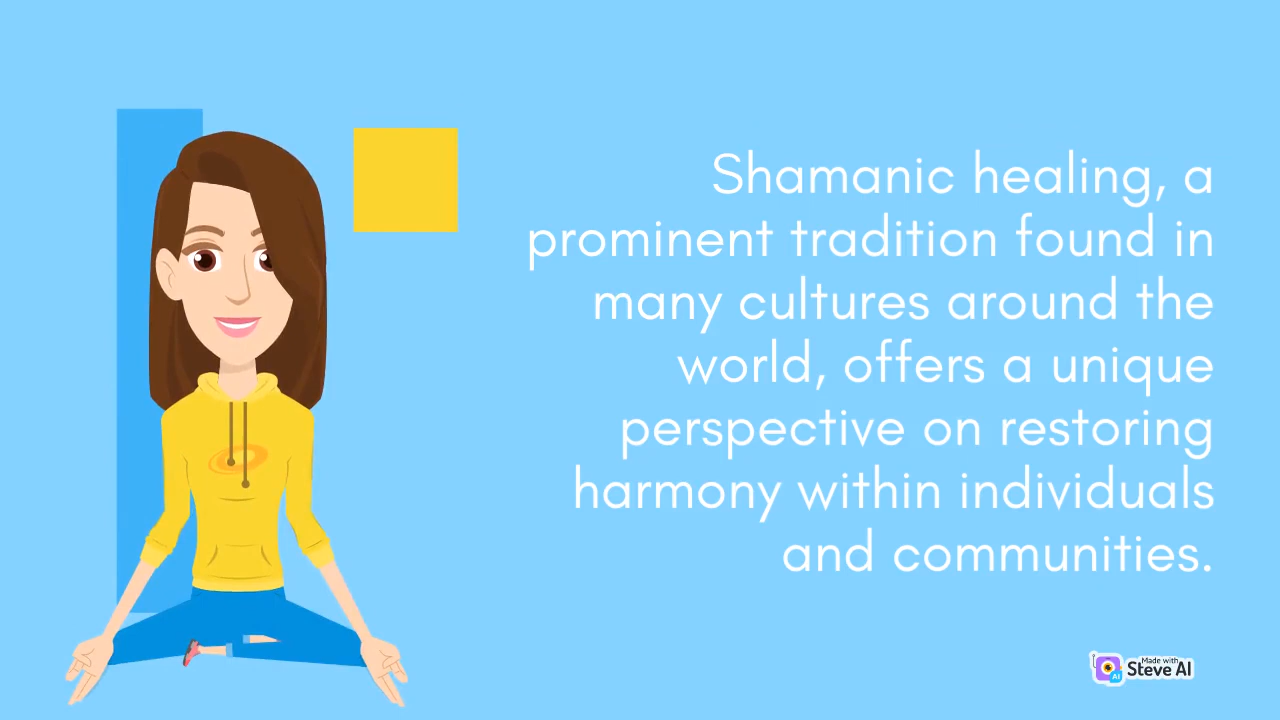 Shamanic healing, a
prominent tradition found in
many cultures around the
world, offers a unique
perspective on restoring
harmony within individuals
and communities.
Made with
Steve AI
AI